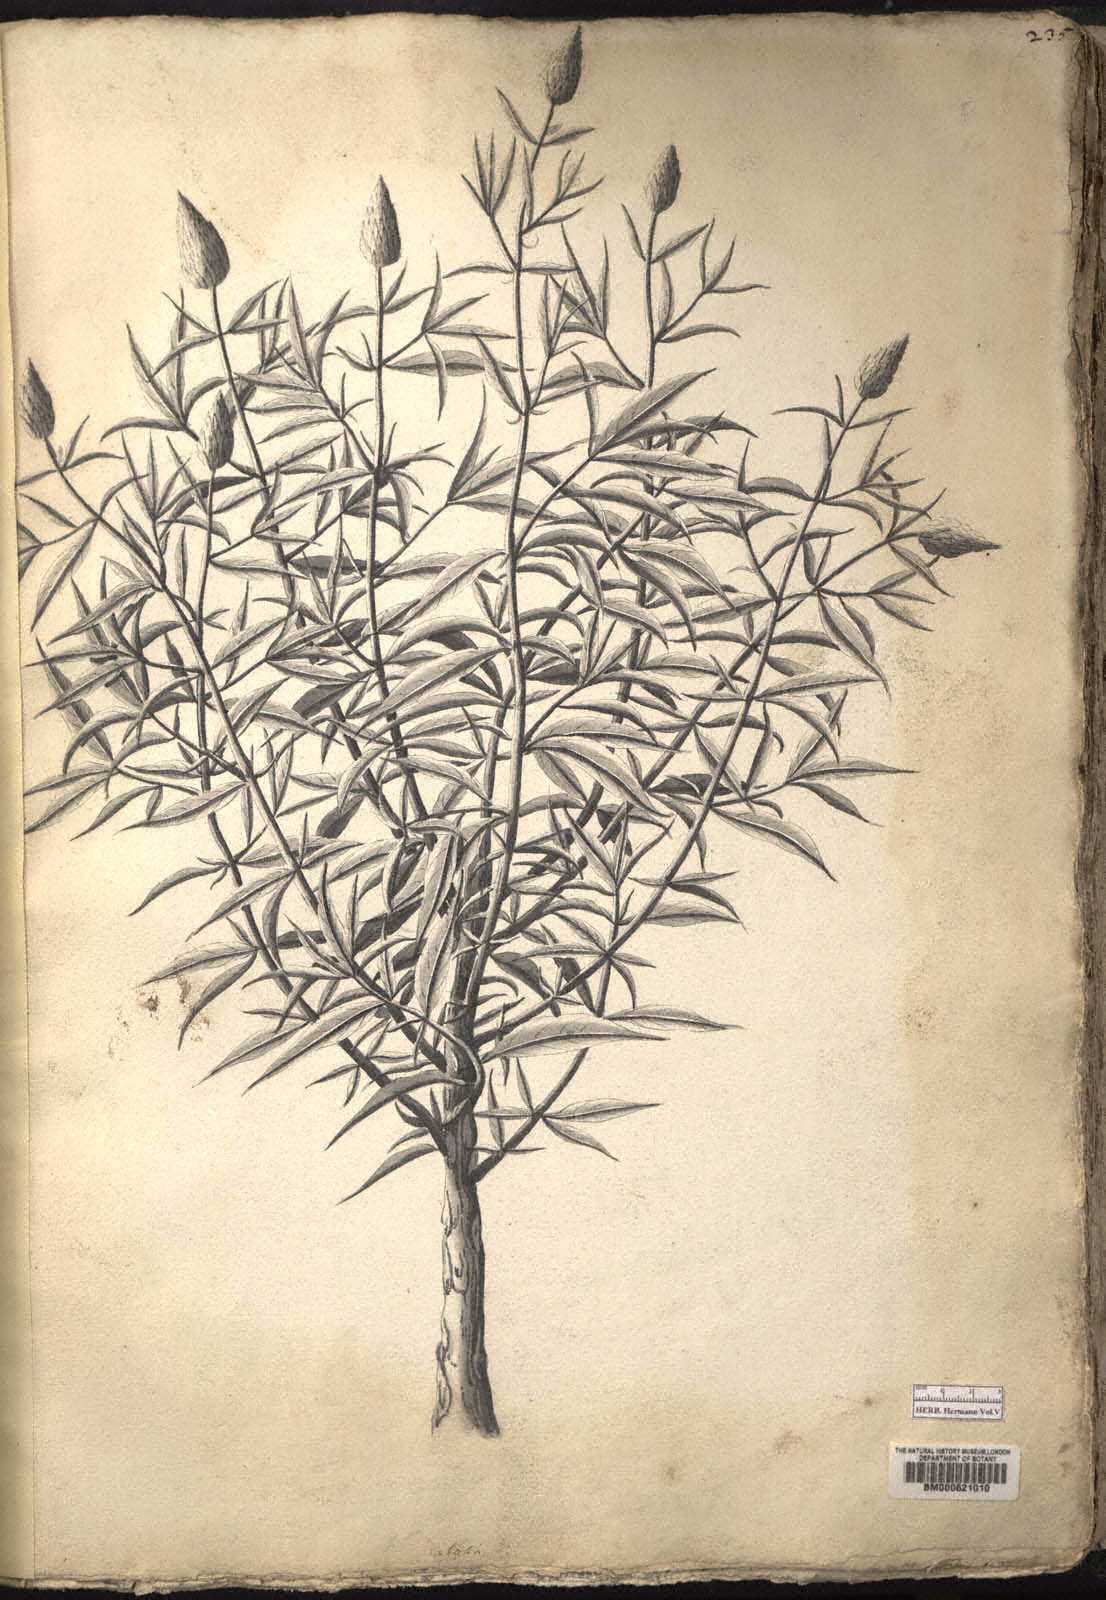 235
HERB. Hermann Vol.V
THE NATURAL HISTORY MUSEUM, LONDON
DEPARTMENT OF BOTANY
BM000621010